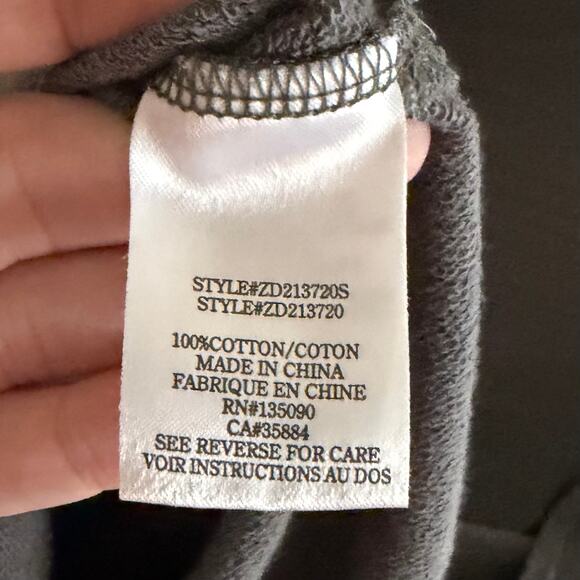 STYLE#ZD213720S
STYLE#ZD213720
100%COTTON/COTON
MADE IN CHINA
FABRIQUE EN CHINE
RN#135090
CA#35884
SEE REVERSE FOR CARE
VOIR INSTRUCTIONS AU DOS